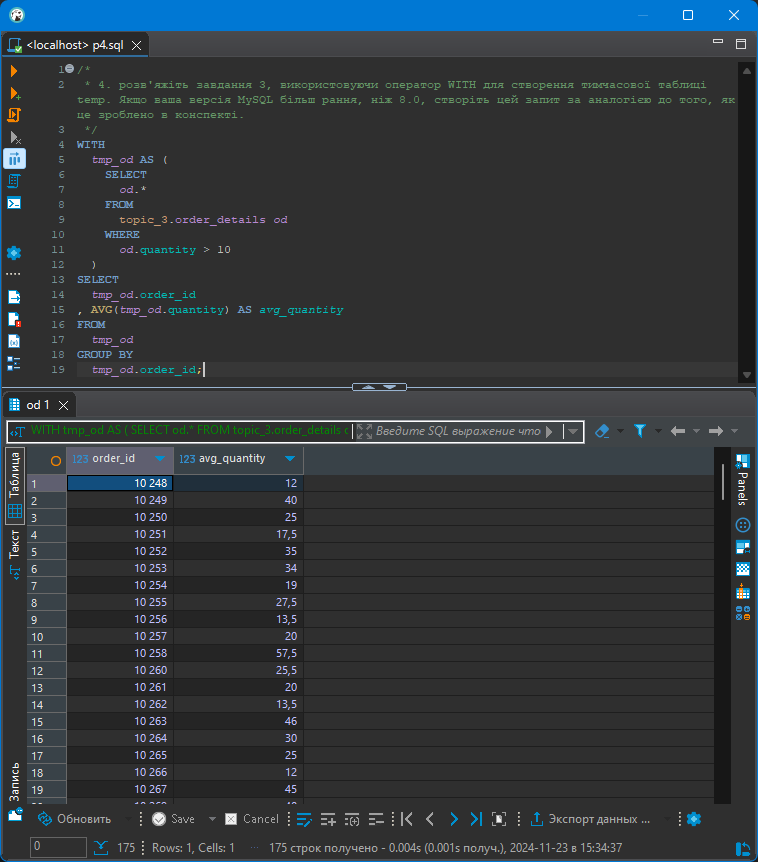 <localhost> p4.sql
1 /*
2 * 4. розв'яжіть завдання 3, використовуючи оператор WITH для створення тимчасової таблиці
temp. Якщо ваша версія MySQL більш рання, ніж 8.0, створіть цей запит за аналогією до того, як
це зроблено в конспекті.
3 */
4 WITH
5 tmp_od AS (
6 SELECT
7 od.*
8 FROM
9 topic_3.order_details od
10 WHERE
11 od.quantity > 10
12 )
13 SELECT
14 tmp_od.order_id
15 , AVG(tmp_od.quantity) AS avg_quantity
16 FROM
17 tmp_od
18 GROUP BY
19 tmp_od.order_id;
od 1
WITH tmp_od AS ( SELECT od.* FROM topic_3.order_details Введите SQL выражение что
Таблица
Текст
Запись
Panels
123 order_id 123 avg_quantity
1 10 248 12
2 10 249 40
3 10 250 25
4 10 251 17,5
5 10 252 35
6 10 253 34
7 10 254 19
8 10 255 27,5
9 10 256 13,5
10 10 257 20
11 10 258 57,5
12 10 260 25,5
13 10 261 20
14 10 262 13,5
15 10 263 46
16 10 264 30
17 10 265 25
18 10 266 12
19 10 267 45
Обновить Save Cancel Экспорт данных ...
0 175 Rows: 1, Cells: 1 175 строк получено - 0.004s (0.001s получ.), 2024-11-23 в 15:34:37